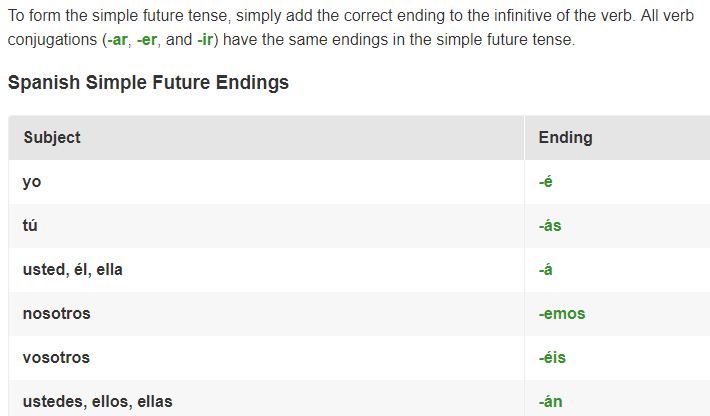 To form the simple future tense, simply add the correct ending to the infinitive of the verb. All verb
conjugations (-ar, -er, and -ir) have the same endings in the simple future tense.
Spanish Simple Future Endings
Subject Ending
yo -é
tú -ás
usted, él, ella -á
nosotros -emos
vosotros -éis
ustedes, ellos, ellas -án